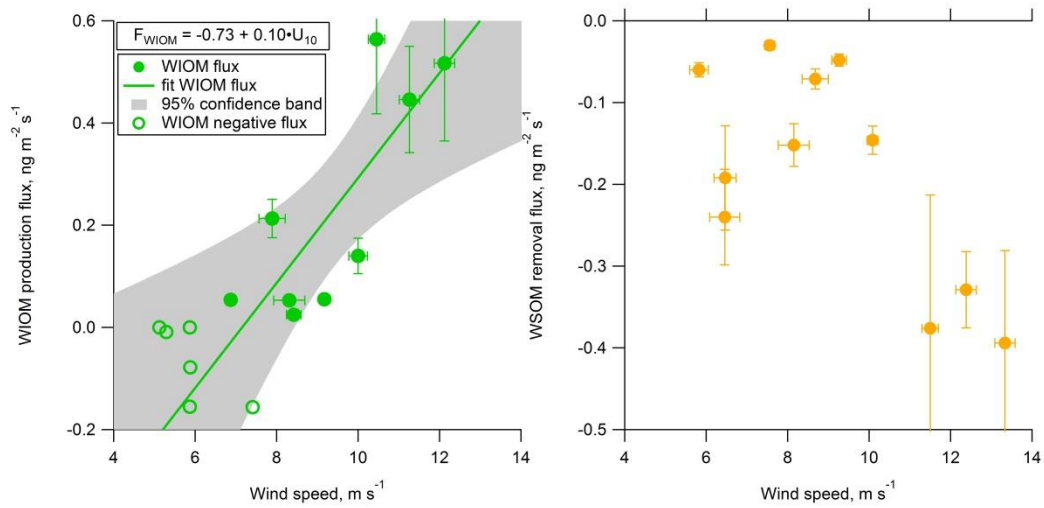 F_WIOM = -0.73 + 0.10•U_10
WIOM flux
fit WIOM flux
95% confidence band
WIOM negative flux
WIOM production flux, ng m⁻² s⁻¹
0.6
0.4
0.2
0.0
-0.2
4 6 8 10 12 14
Wind speed, m s⁻¹
WSOM removal flux, ng m⁻² s⁻¹
0.0
-0.1
-0.2
-0.3
-0.4
-0.5
4 6 8 10 12 14
Wind speed, m s⁻¹